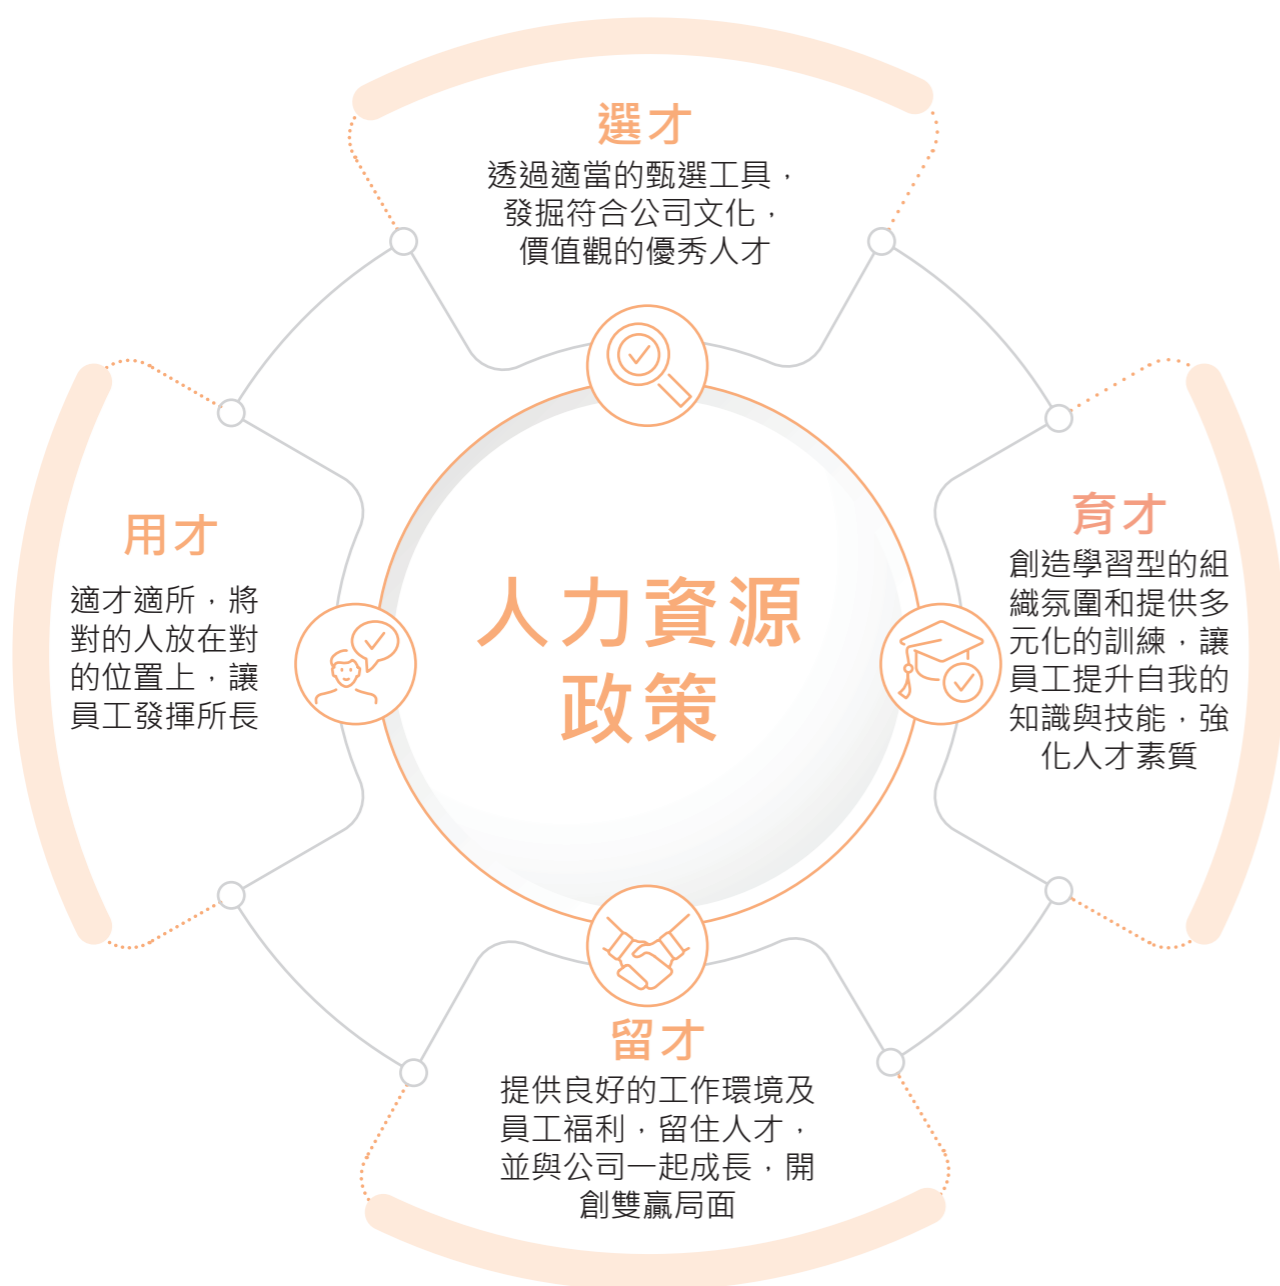 選才
透過適當的甄選工具，
發掘符合公司文化，
價值觀的優秀人才
用才
適才適所，將
對的人放在對
的位置上，讓
員工發揮所長
人力資源
政策
育才
創造學習型的組
織氛圍和提供多
元化的訓練，讓
員工提升自我的
知識與技能，強
化人才素質
留才
提供良好的工作環境及
員工福利，留住人才，
並與公司一起成長，開
創雙贏局面